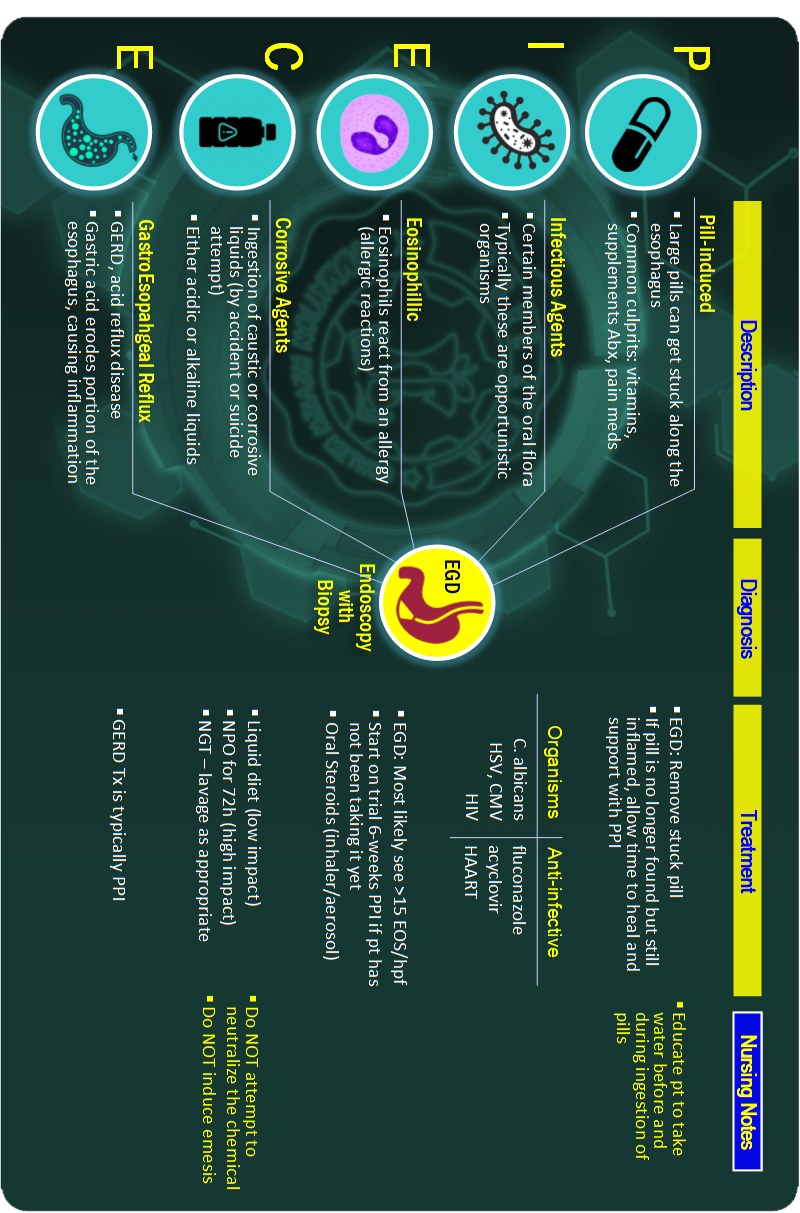 Description
Diagnosis
Treatment
Nursing Notes
P
Pill-induced
▪ Large pills can get stuck along the
esophagus
▪ Common culprits: vitamins,
supplements Abx, pain meds
▪ EGD: Remove stuck pill
▪ If pill is no longer found but still
inflamed, allow time to heal and
support with PPI
▪ Educate pt to take
water before and
during ingestion of
pills
I
Infectious Agents
▪ Certain members of the oral flora
▪ Typically these are opportunistic
organisms
Organisms Anti-infective
C. albicans fluconazole
HSV, CMV acyclovir
HIV HAART
E
Eosinophillic
▪ Eosinophils react from an allergy
(allergic reactions)
EGD
Endoscopy
with
Biopsy
▪ EGD: Most likely see >15 EOS/hpf
▪ Start on trial 6-weeks PPI if pt has
not been taking it yet
▪ Oral Steroids (inhaler/aerosol)
C
Corrosive Agents
▪ Ingestion of caustic or corrosive
liquids (by accident or suicide
attempt)
▪ Either acidic or alkaline liquids
▪ Liquid diet (low impact)
▪ NPO for 72h (high impact)
▪ NGT – lavage as appropriate
▪ Do NOT attempt to
neutralize the chemical
▪ Do NOT induce emesis
E
GastroEsopahgeal Reflux
▪ GERD, acid reflux disease
▪ Gastric acid erodes portion of the
esophagus, causing inflammation
▪ GERD Tx is typically PPI